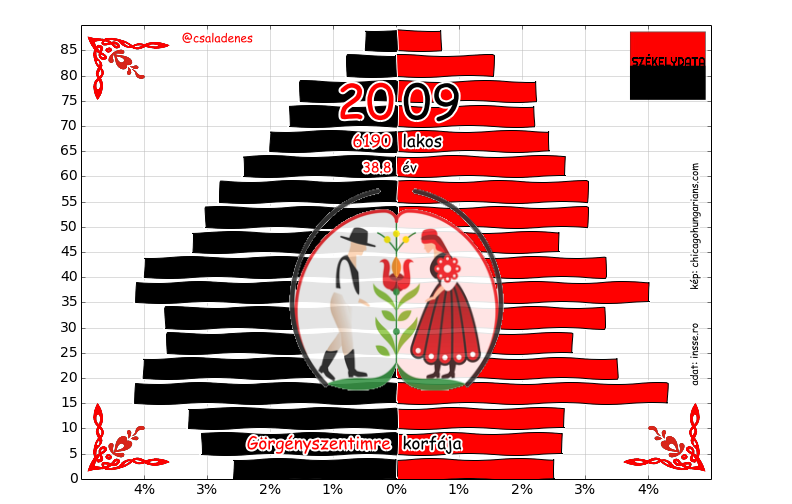 @csaladenes
SZÉKELYDATA
2009
6190 lakos
38.8 év
kép: chicagohungarians.com
adat: insse.ro
Görgényszentimre korfája
85
80
75
70
65
60
55
50
45
40
35
30
25
20
15
10
5
0
4% 3% 2% 1% 0% 1% 2% 3% 4%